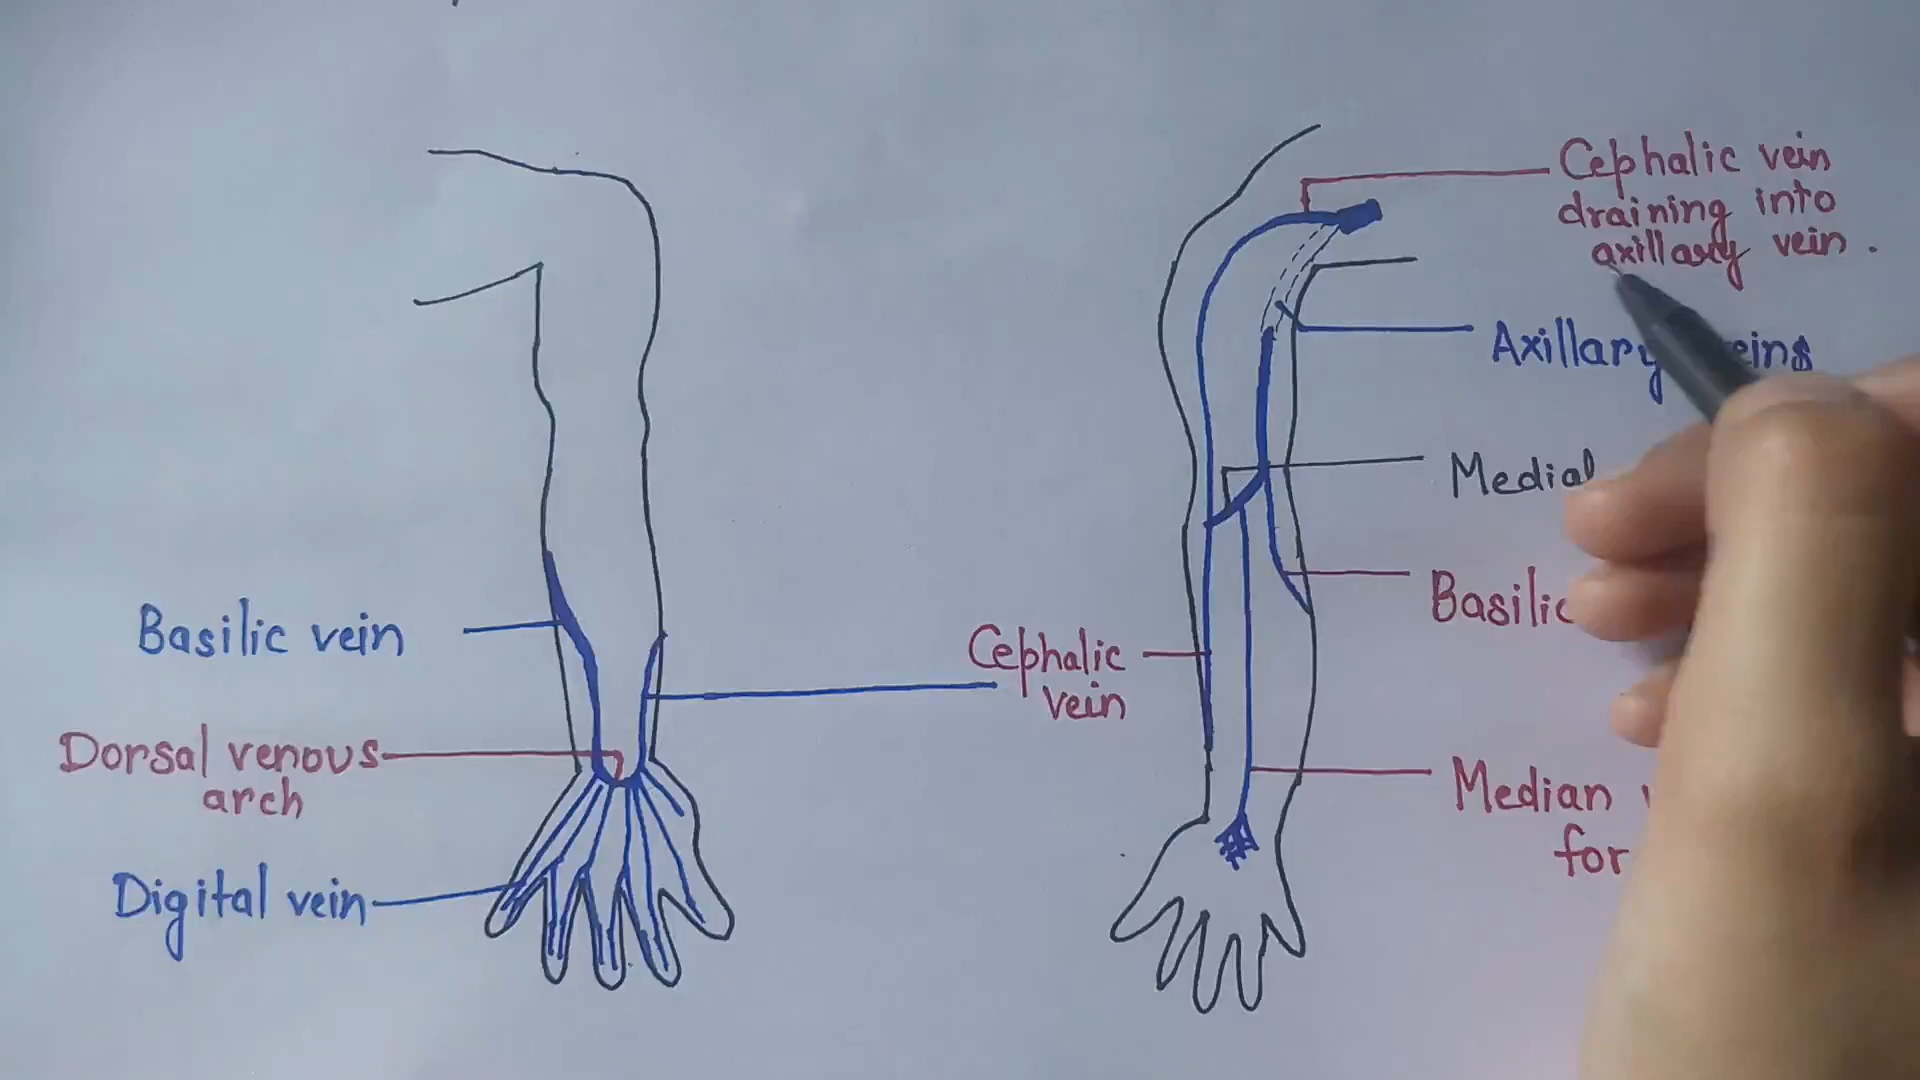 Cephalic vein
draining into
axillary vein.
Axillary
Medial
Basilic
Basilic vein
Cephalic
vein
Dorsal venous
arch
Median
for
Digital vein